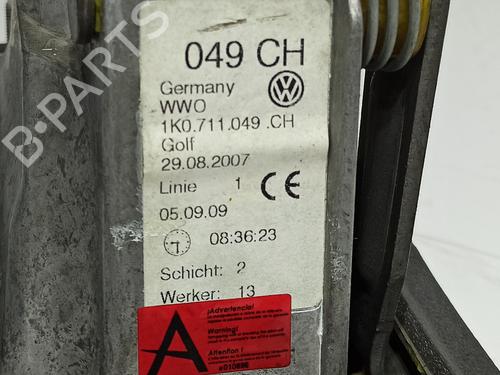 049 CH
Germany
WWO
1K0.711.049 .CH
Golf
29.08.2007
Linie 1 CE
05.09.09
08:36:23
Schicht: 2
Werker: 13
¡Advertencia!
Warning!
Attention !
A
B-PARTS